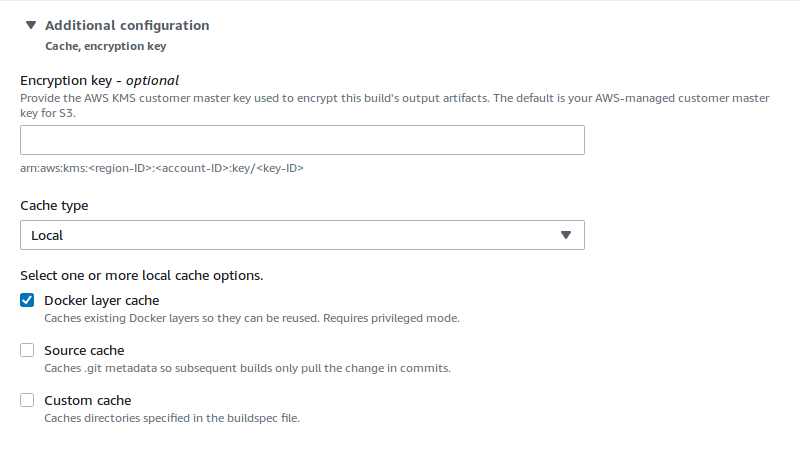 Additional configuration
Cache, encryption key
Encryption key - optional
Provide the AWS KMS customer master key used to encrypt this build's output artifacts. The default is your AWS-managed customer master
key for S3.
arn:aws:kms:<region-ID>:<account-ID>:key/<key-ID>
Cache type
Local
Select one or more local cache options.
Docker layer cache
Caches existing Docker layers so they can be reused. Requires privileged mode.
Source cache
Caches .git metadata so subsequent builds only pull the change in commits.
Custom cache
Caches directories specified in the buildspec file.